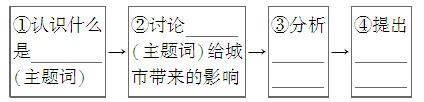 ①认识什么
是______
(主题词)
→
②讨论______
(主题词)给城
市带来的影响
→
③分析
______
______
→
④提出
______
______